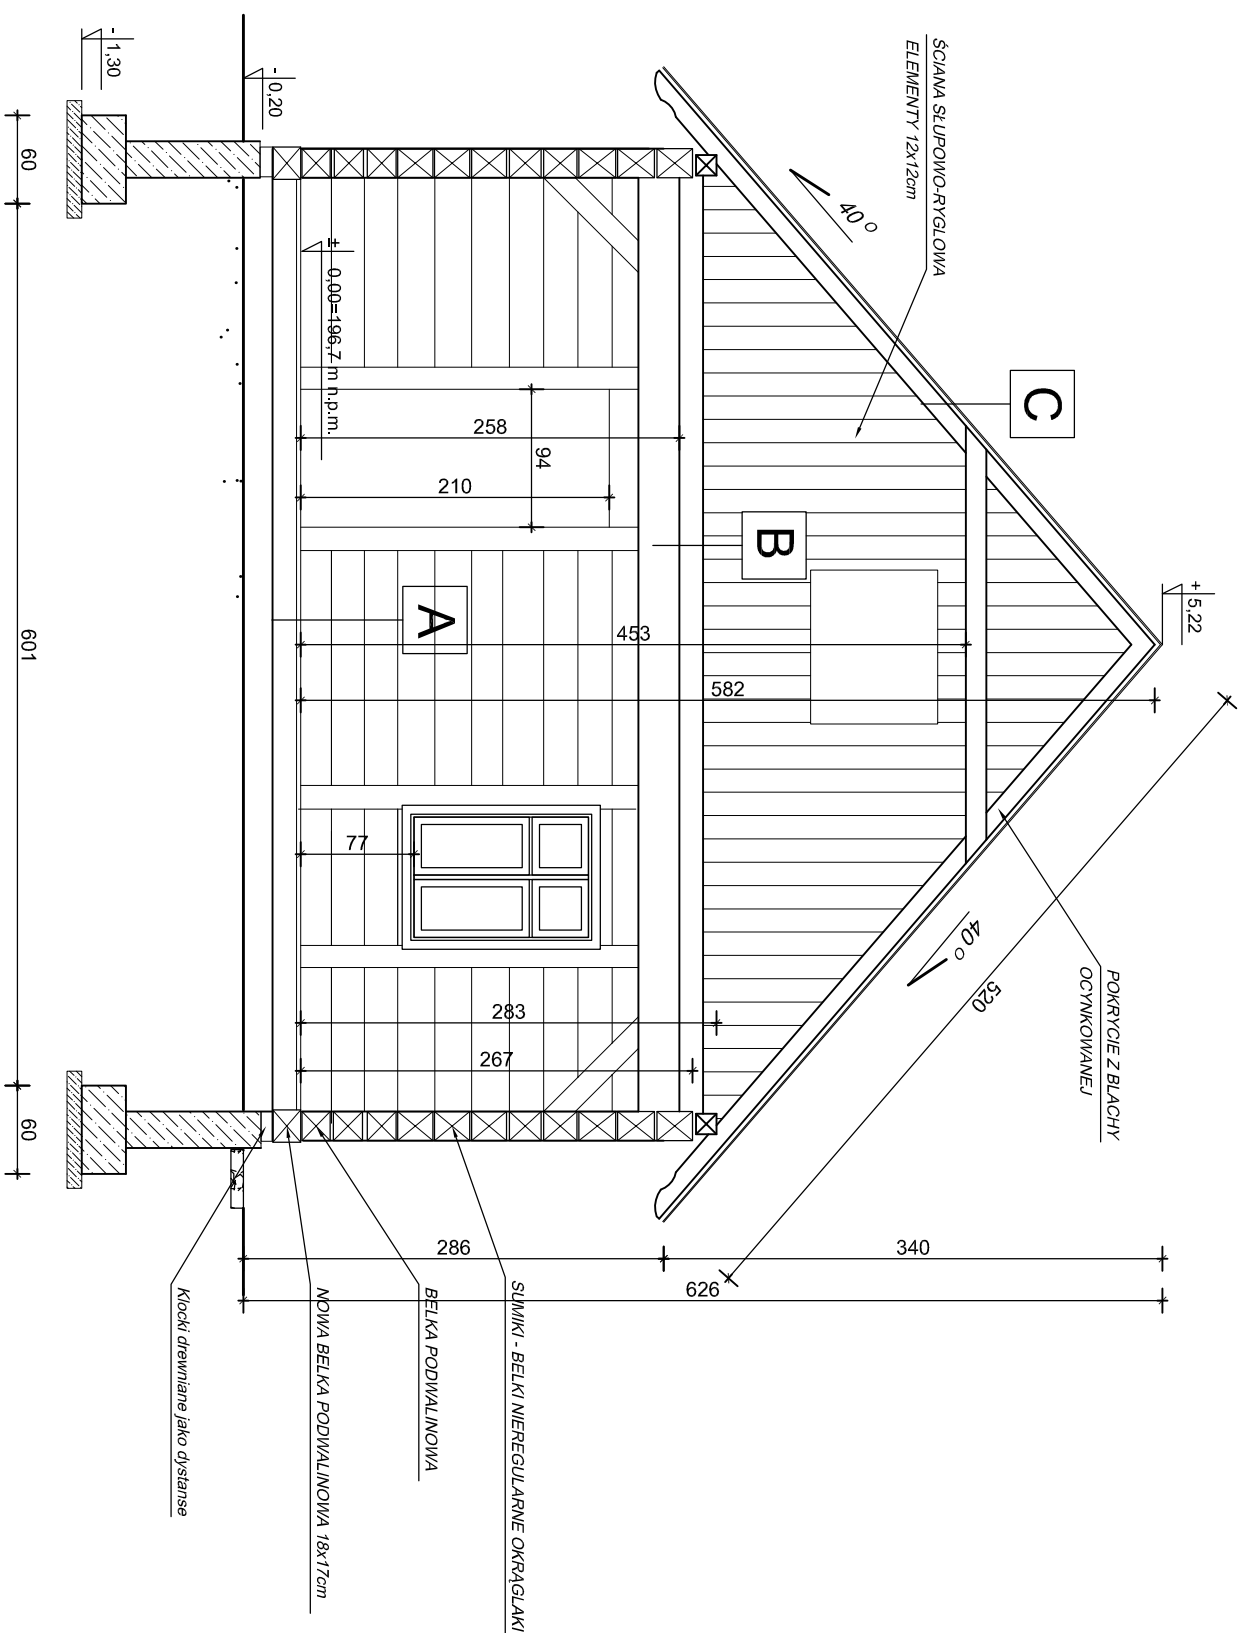 + 5,22
C
ŚCIANA SŁUPOWO-RYGLOWA
ELEMENTY 12x12cm
40°
40°
520
POKRYCIE Z BLACHY
OCYNKOWANEJ
B
340
453
582
258
94
210
283
267
286
626
A
77
± 0,00=196,7 m n.p.m.
- 0,20
- 1,30
SUMIKI - BELKI NIEREGULARNE OKRĄGLAKI
BELKA PODWALINOWA
NOWA BELKA PODWALINOWA 18x17cm
Klocki drewniane jako dystanse
60
601
60